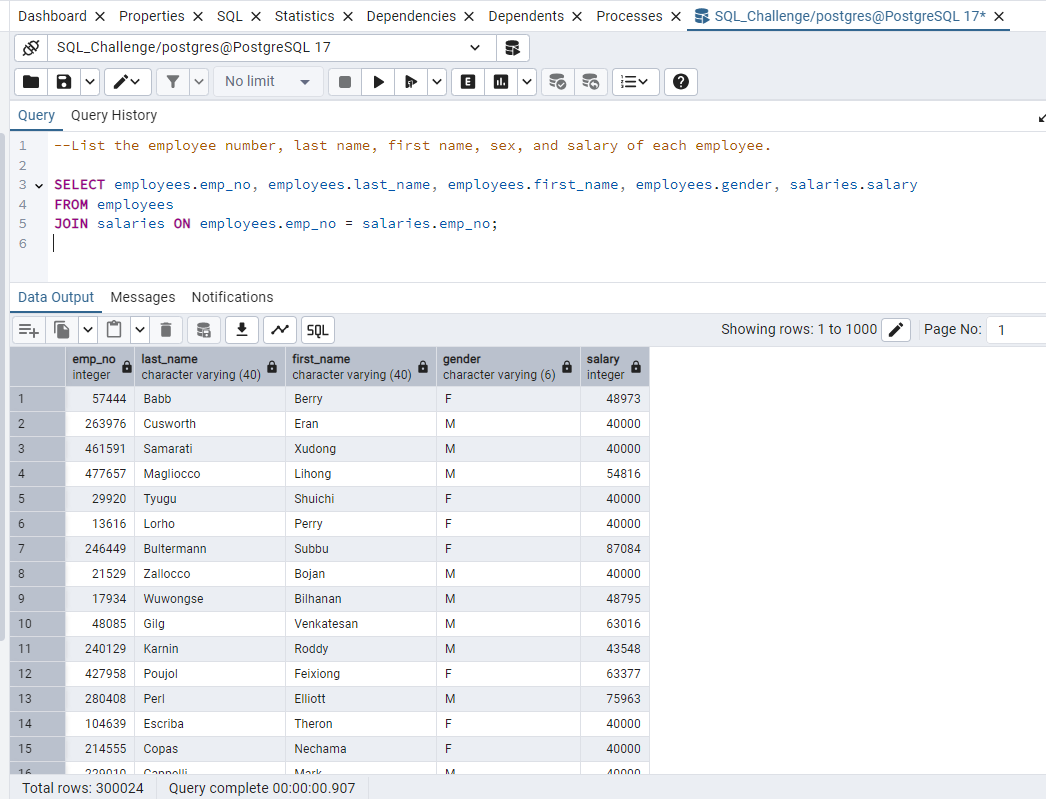 Dashboard Properties SQL Statistics Dependencies Dependents Processes SQL_Challenge/postgres@PostgreSQL 17*
SQL_Challenge/postgres@PostgreSQL 17
No limit E
Query Query History
1 --List the employee number, last name, first name, sex, and salary of each employee.
2
3 SELECT employees.emp_no, employees.last_name, employees.first_name, employees.gender, salaries.salary
4 FROM employees
5 JOIN salaries ON employees.emp_no = salaries.emp_no;
6
Data Output Messages Notifications
SQL Showing rows: 1 to 1000 Page No: 1
emp_no last_name first_name gender salary
integer character varying (40) character varying (40) character varying (6) integer
1 57444 Babb Berry F 48973
2 263976 Cusworth Eran M 40000
3 461591 Samarati Xudong M 40000
4 477657 Magliocco Lihong M 54816
5 29920 Tyugu Shuichi F 40000
6 13616 Lorho Perry F 40000
7 246449 Bultermann Subbu F 87084
8 21529 Zallocco Bojan M 40000
9 17934 Wuwongse Bilhanan M 48795
10 48085 Gilg Venkatesan M 63016
11 240129 Karnin Roddy M 43548
12 427958 Poujol Feixiong F 63377
13 280408 Perl Elliott M 75963
14 104639 Escriba Theron F 40000
15 214555 Copas Nechama F 40000
16 229010 Cappelli Mark M 40000
Total rows: 300024 Query complete 00:00:00.907